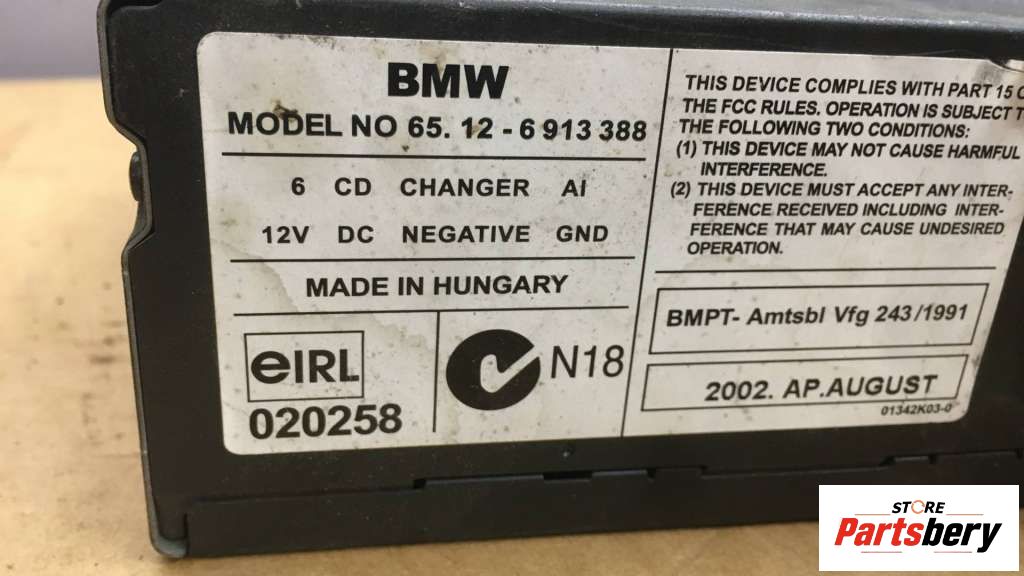 BMW
MODEL NO 65. 12 - 6 913 388
6 CD CHANGER AI
12V DC NEGATIVE GND
MADE IN HUNGARY
eIRL
020258
N18
THIS DEVICE COMPLIES WITH PART 15 O
THE FCC RULES. OPERATION IS SUBJECT T
THE FOLLOWING TWO CONDITIONS:
(1) THIS DEVICE MAY NOT CAUSE HARMFUL
INTERFERENCE.
(2) THIS DEVICE MUST ACCEPT ANY INTER-
FERENCE RECEIVED INCLUDING INTER-
FERENCE THAT MAY CAUSE UNDESIRED
OPERATION.
BMPT- Amtsbl Vfg 243/1991
2002. AP.AUGUST
01342K03-0
STORE
Partsbery